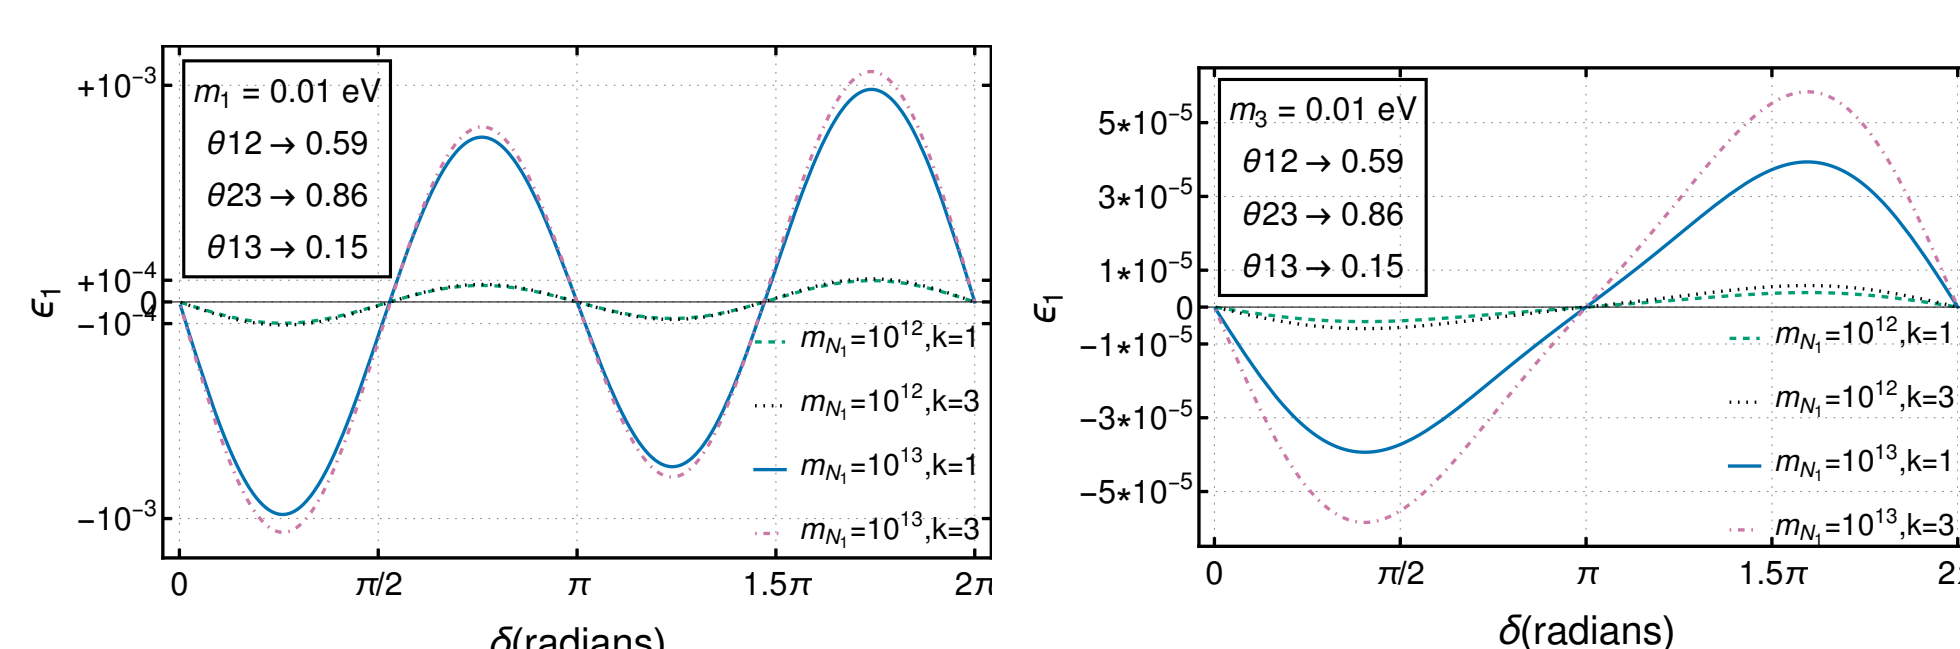 +10⁻³
+10⁻⁴
0
−10⁻⁴
−10⁻³
ϵ₁
m₁ = 0.01 eV
θ12 → 0.59
θ23 → 0.86
θ13 → 0.15
m_N₁=10¹²,k=1
m_N₁=10¹²,k=3
m_N₁=10¹³,k=1
m_N₁=10¹³,k=3
0 π/2 π 1.5π 2π
δ(radians)
5*10⁻⁵
3*10⁻⁵
1*10⁻⁵
0
−1*10⁻⁵
−3*10⁻⁵
−5*10⁻⁵
ϵ₁
m₃ = 0.01 eV
θ12 → 0.59
θ23 → 0.86
θ13 → 0.15
m_N₁=10¹²,k=1
m_N₁=10¹²,k=3
m_N₁=10¹³,k=1
m_N₁=10¹³,k=3
0 π/2 π 1.5π
δ(radians)